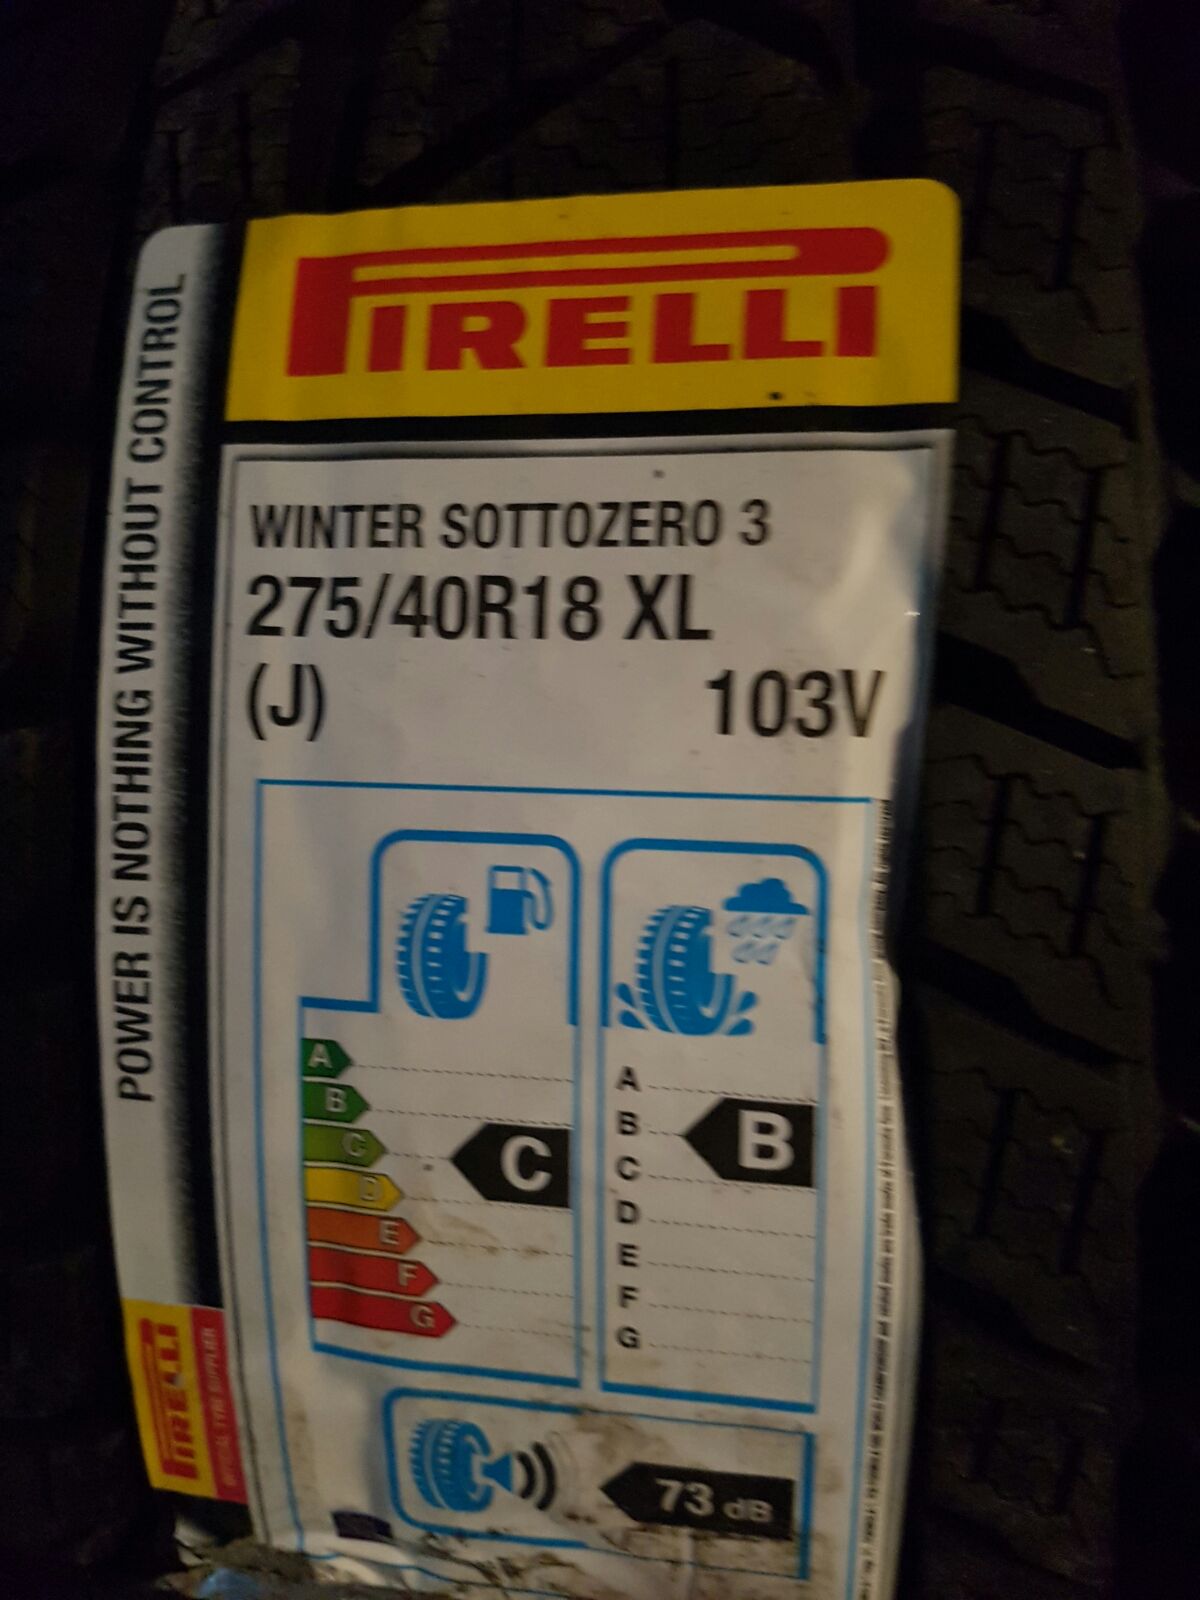 PIRELLI
POWER IS NOTHING WITHOUT CONTROL
WINTER SOTTOZERO 3
275/40R18 XL
(J) 103V
A
B
C
D
E
F
G
C
A
B
C
D
E
F
G
B
73 dB
PIRELLI